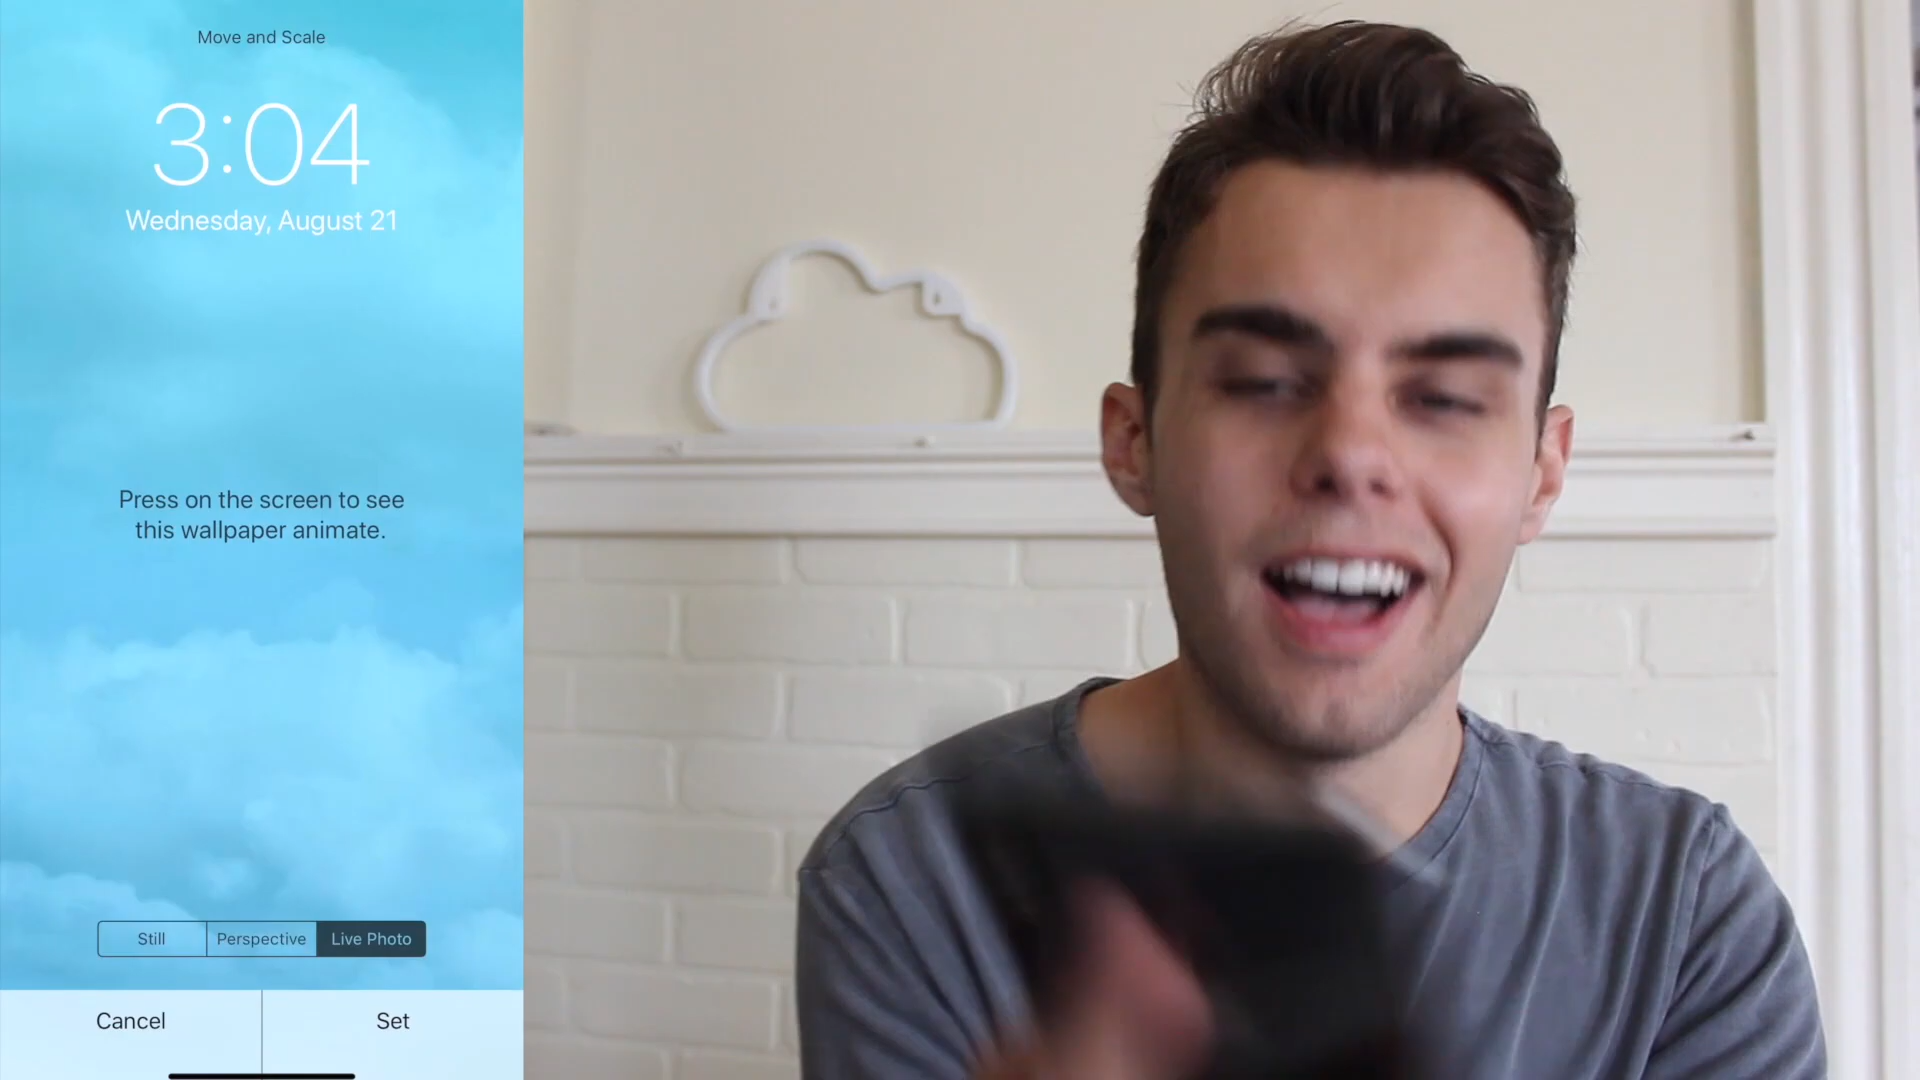 Move and Scale
3:04
Wednesday, August 21
Press on the screen to see
this wallpaper animate.
Still Perspective Live Photo
Cancel Set